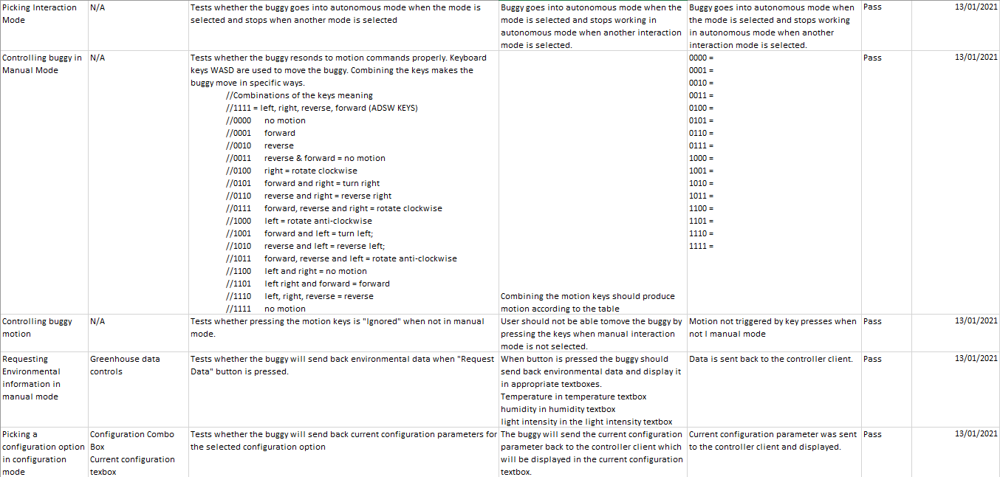 Picking Interaction
Mode
N/A
Tests whether the buggy goes into autonomous mode when the mode is
selected and stops when another mode is selected
Buggy goes into autonomous mode when the
mode is selected and stops working in
autonomous mode when another interaction
mode is selected.
Buggy goes into autonomous mode when
the mode is selected and stops working
in autonomous mode when another
interaction mode is selected.
Pass
13/01/2021
Controlling buggy in
Manual Mode
N/A
Tests whether the buggy resonds to motion commands properly. Keyboard
keys WASD are used to move the buggy. Combining the keys makes the
buggy move in specific ways.
//Combinations of the keys meaning
//1111 = left, right, reverse, forward (ADSW KEYS)
//0000 no motion
//0001 forward
//0010 reverse
//0011 reverse & forward = no motion
//0100 right = rotate clockwise
//0101 forward and right = turn right
//0110 reverse and right = reverse right
//0111 forward, reverse and right = rotate clockwise
//1000 left = rotate anti-clockwise
//1001 forward and left = turn left;
//1010 reverse and left = reverse left;
//1011 forward, reverse and left = rotate anti-clockwise
//1100 left and right = no motion
//1101 left right and forward = forward
//1110 left, right, reverse = reverse
//1111 no motion
Combining the motion keys should produce
motion according to the table
0000 =
0001 =
0010 =
0011 =
0100 =
0101 =
0110 =
0111 =
1000 =
1001 =
1010 =
1011 =
1100 =
1101 =
1110 =
1111 =
Pass
13/01/2021
Controlling buggy
motion
N/A
Tests whether pressing the motion keys is "Ignored" when not in manual
mode.
User should not be able tomove the buggy by
pressing the keys when manual interaction
mode is not selected.
Motion not triggered by key presses when
not I manual mode
Pass
13/01/2021
Requesting
Environmental
information in
manual mode
Greenhouse data
controls
Tests whether the buggy will send back environmental data when "Request
Data" button is pressed.
When button is pressed the buggy should
send back environmental data and display it
in appropriate textboxes.
Temperature in temperature textbox
humidity in humidity textbox
light intensity in the light intensity textbox
Data is sent back to the controller client.
Pass
13/01/2021
Picking a
configuration option
in configuration
mode
Configuration Combo
Box
Current configuration
texbox
Tests whether the buggy will send back current configuration parameters for
the selected configuration option
The buggy will send the current configuration
parameter back to the controller client which
will be displayed in the current configuration
textbox.
Current configuration parameter was sent
to the controller client and displayed.
Pass
13/01/2021